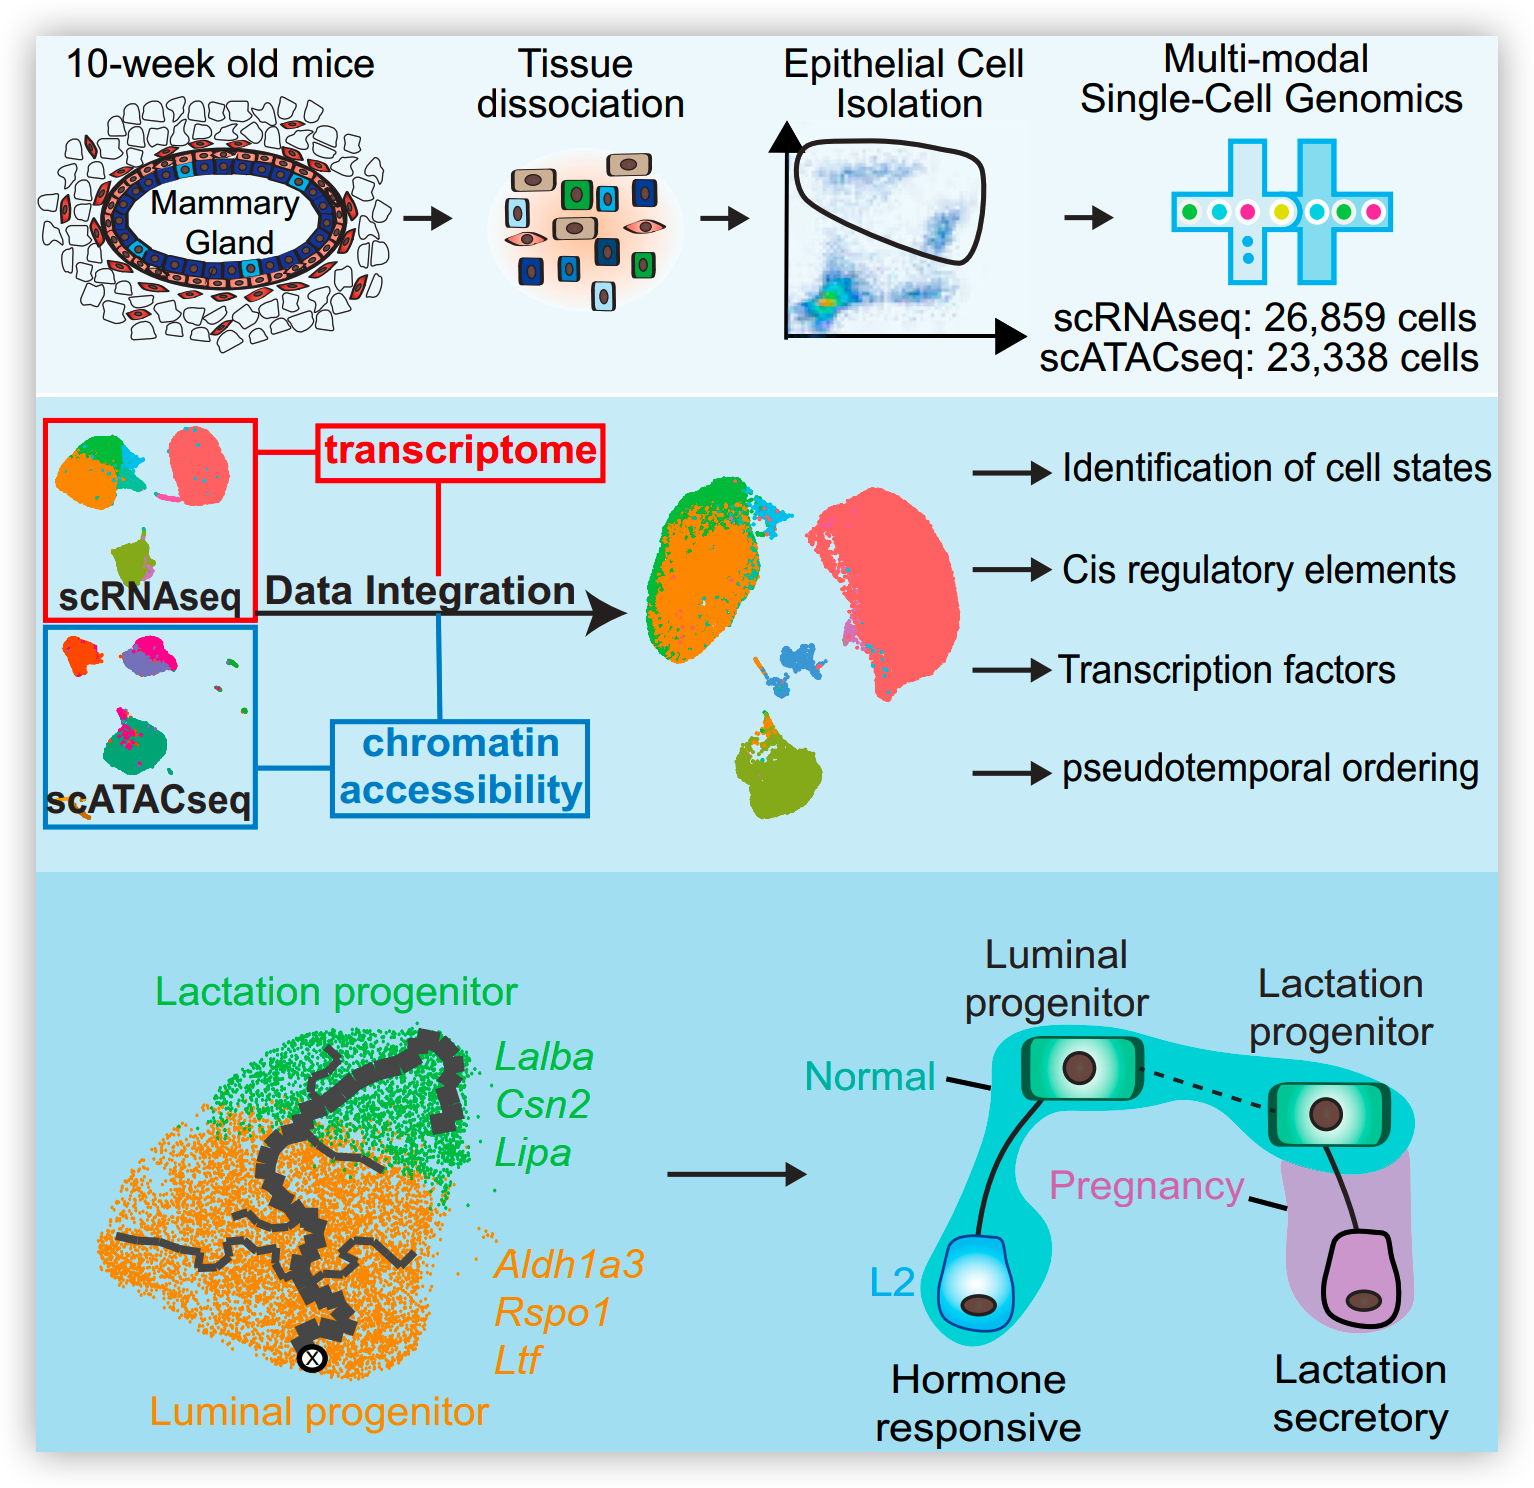 10-week old mice
Tissue
dissociation
Epithelial Cell
Isolation
Multi-modal
Single-Cell Genomics
Mammary
Gland
scRNAseq: 26,859 cells
scATACseq: 23,338 cells
transcriptome
scRNAseq
Data Integration
chromatin
accessibility
scATACseq
Identification of cell states
Cis regulatory elements
Transcription factors
pseudotemporal ordering
Lactation progenitor
Lalba
Csn2
Lipa
Aldh1a3
Rspo1
Ltf
X
Luminal progenitor
Luminal
progenitor
Lactation
progenitor
Normal
Pregnancy
L2
Hormone
responsive
Lactation
secretory